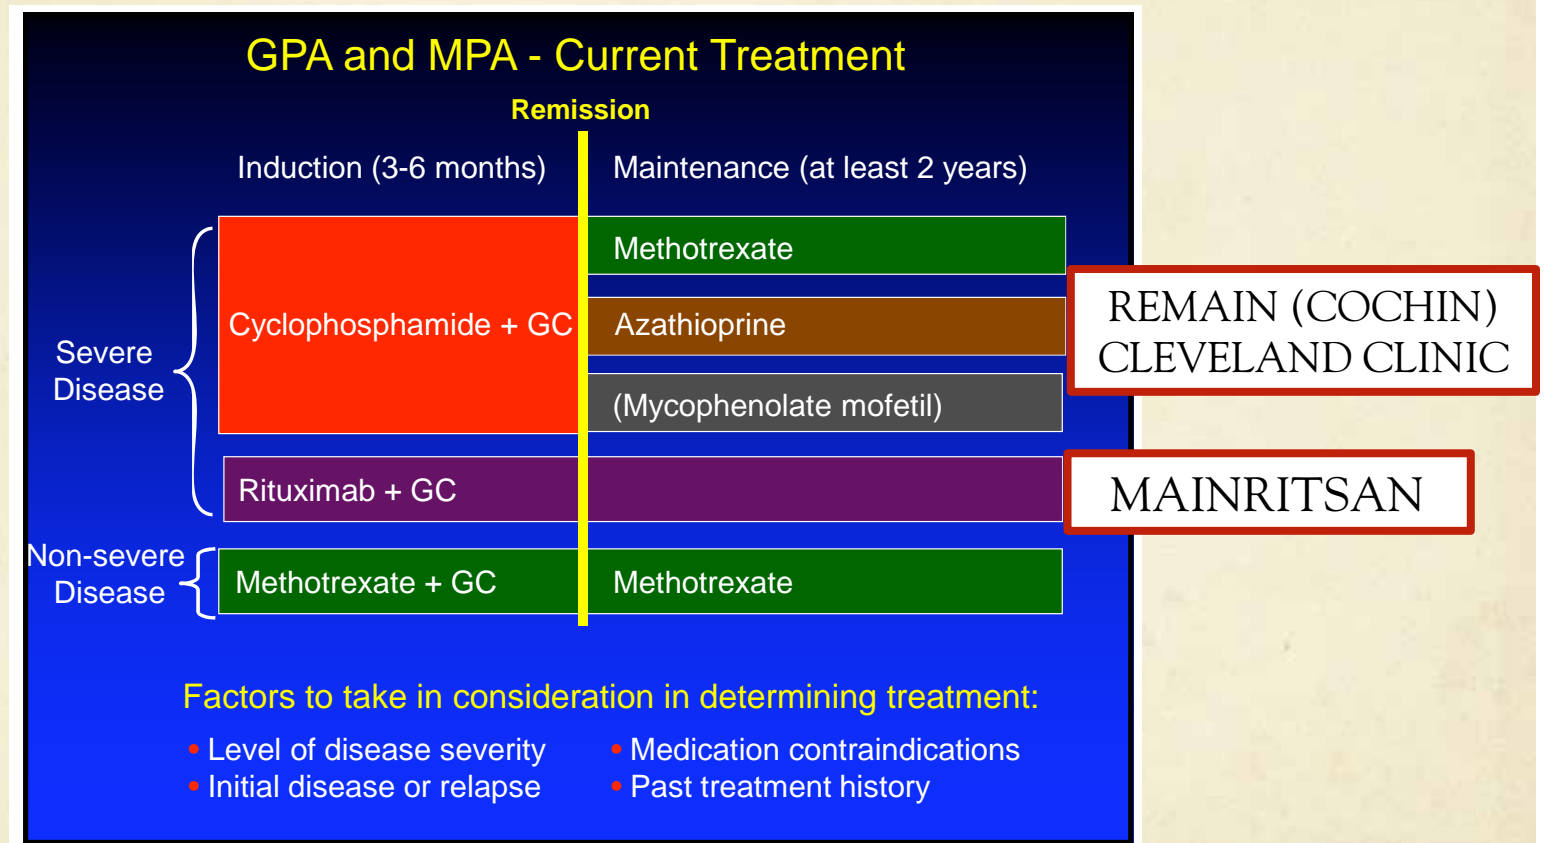 GPA and MPA - Current Treatment
Remission
Induction (3-6 months)
Maintenance (at least 2 years)
Severe
Disease
Cyclophosphamide + GC
Methotrexate
Azathioprine
(Mycophenolate mofetil)
REMAIN (COCHIN)
CLEVELAND CLINIC
Rituximab + GC
MAINRITSAN
Non-severe
Disease
Methotrexate + GC
Methotrexate
Factors to take in consideration in determining treatment:
• Level of disease severity
• Initial disease or relapse
• Medication contraindications
• Past treatment history